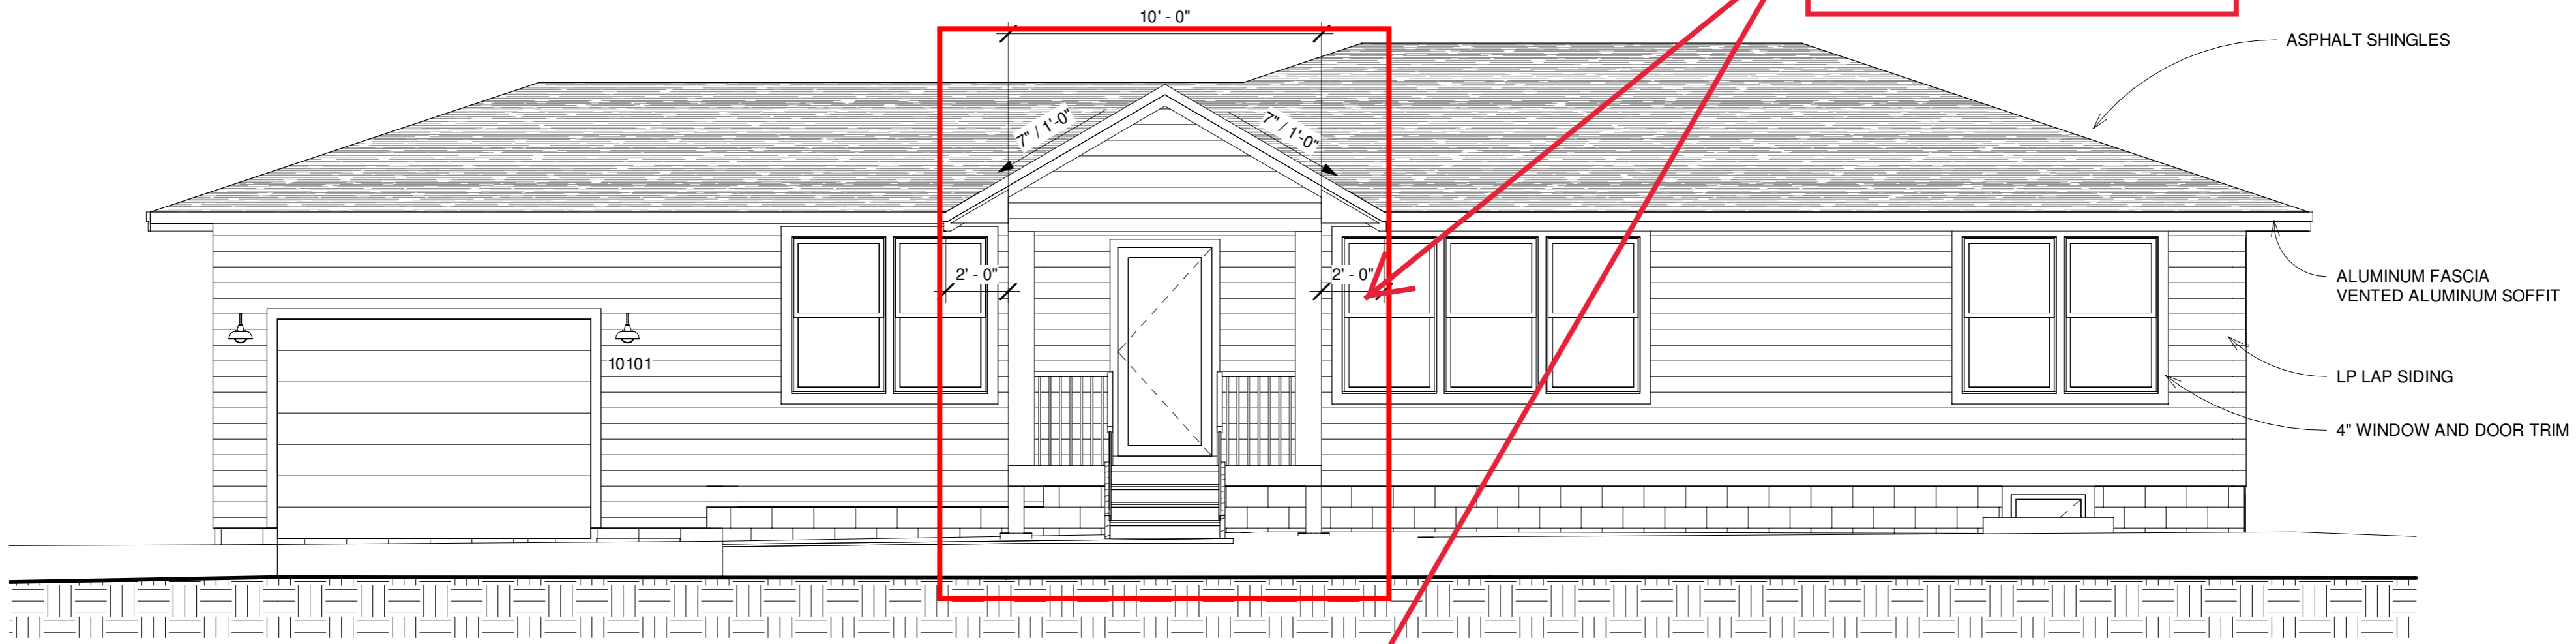 10' - 0"
ASPHALT SHINGLES
7" / 1'-0"
7" / 1'-0"
2' - 0"
2' - 0"
ALUMINUM FASCIA
VENTED ALUMINUM SOFFIT
10101
LP LAP SIDING
4" WINDOW AND DOOR TRIM